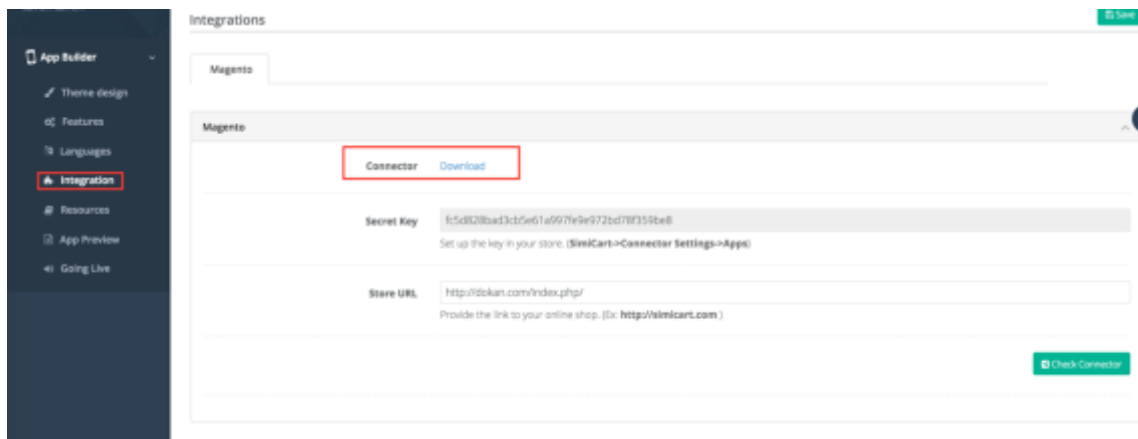 Integrations
Save
App Builder
Magento
Theme design
Features
Magento
Languages
Connector Download
Integration
Resources
Secret Key
App Preview
Set up the key in your store. (SimiCart->Connector Settings->Apps)
Going Live
Store URL http://dokan.com/index.php/
Provide the link to your online shop. (Ex: http://simicart.com )
Check Connector